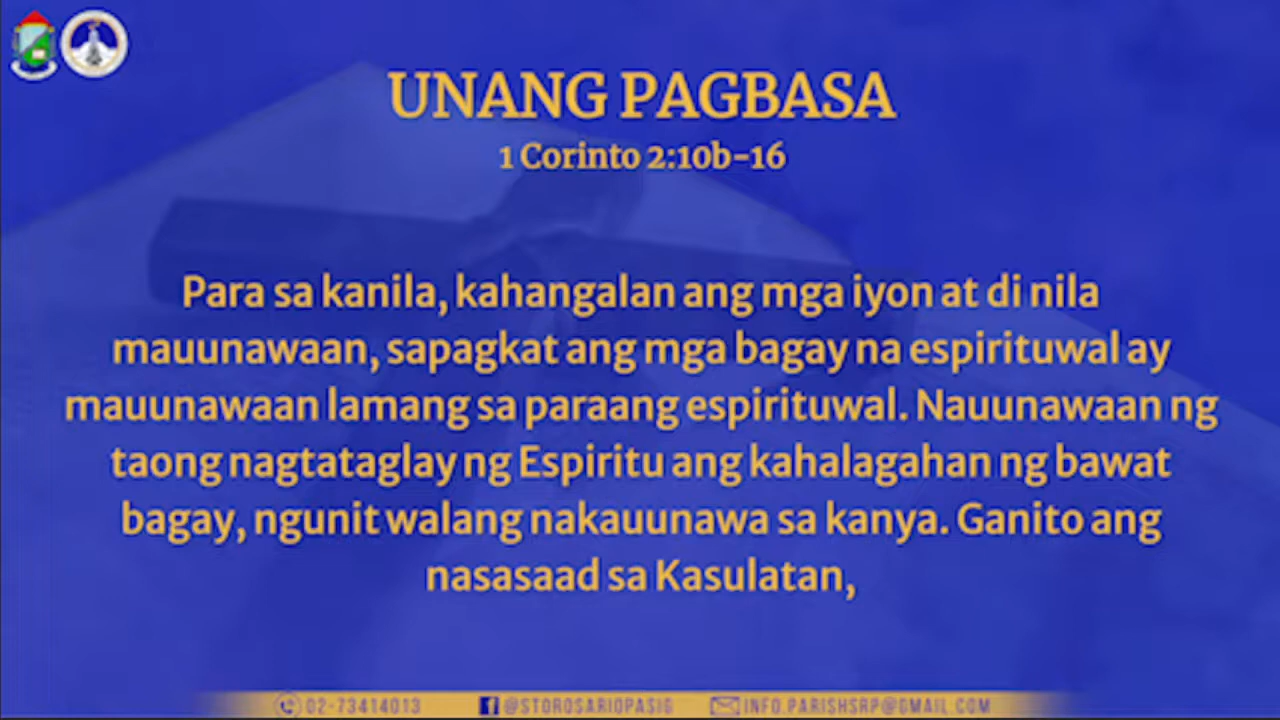 UNANG PAGBASA
1 Corinto 2:10b-16
Para sa kanila, kahangalan ang mga iyon at di nila
mauunawaan, sapagkat ang mga bagay na espirituwal ay
mauunawaan lamang sa paraang espirituwal. Nauunawaan ng
taong nagtataglay ng Espiritu ang kahalagahan ng bawat
bagay, ngunit walang nakauunawa sa kanya. Ganito ang
nasasaad sa Kasulatan,
02-73414013 @STOROSARIOPASIG INFO.PARISHSRP@GMAIL.COM